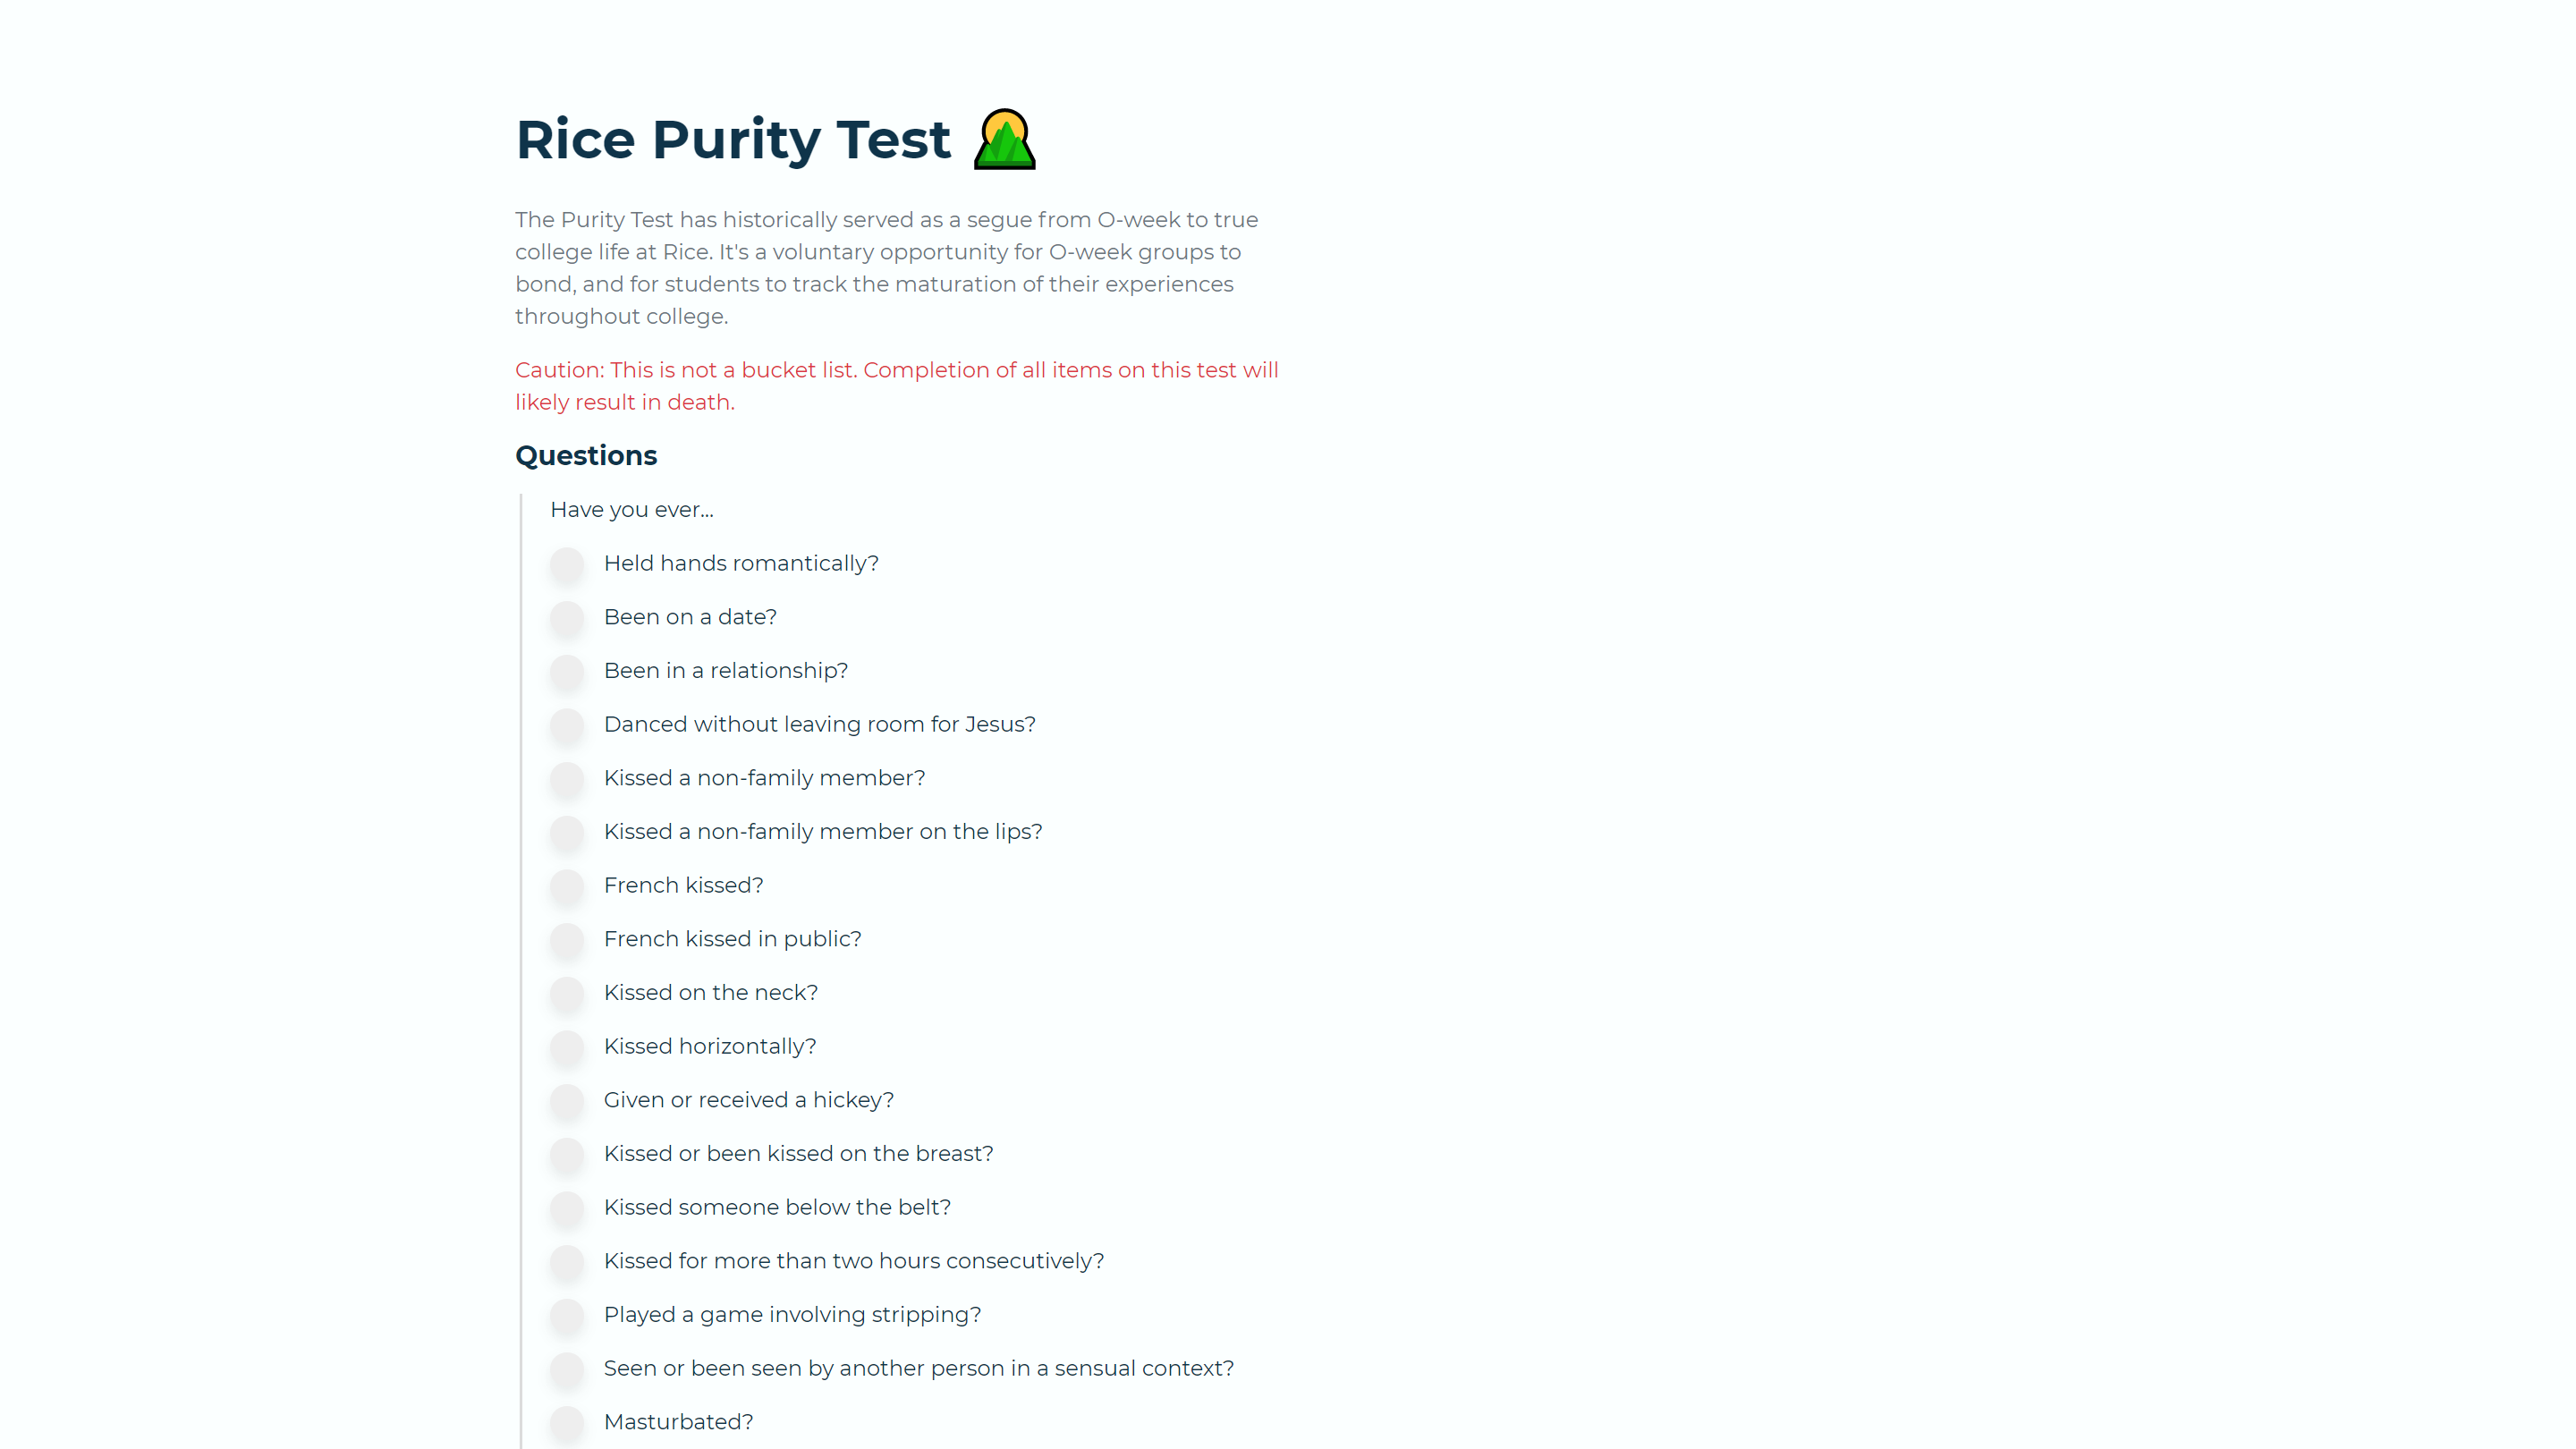 Rice Purity Test
The Purity Test has historically served as a segue from O-week to true
college life at Rice. It's a voluntary opportunity for O-week groups to
bond, and for students to track the maturation of their experiences
throughout college.
Caution: This is not a bucket list. Completion of all items on this test will
likely result in death.
Questions
Have you ever...
Held hands romantically?
Been on a date?
Been in a relationship?
Danced without leaving room for Jesus?
Kissed a non-family member?
Kissed a non-family member on the lips?
French kissed?
French kissed in public?
Kissed on the neck?
Kissed horizontally?
Given or received a hickey?
Kissed or been kissed on the breast?
Kissed someone below the belt?
Kissed for more than two hours consecutively?
Played a game involving stripping?
Seen or been seen by another person in a sensual context?
Masturbated?